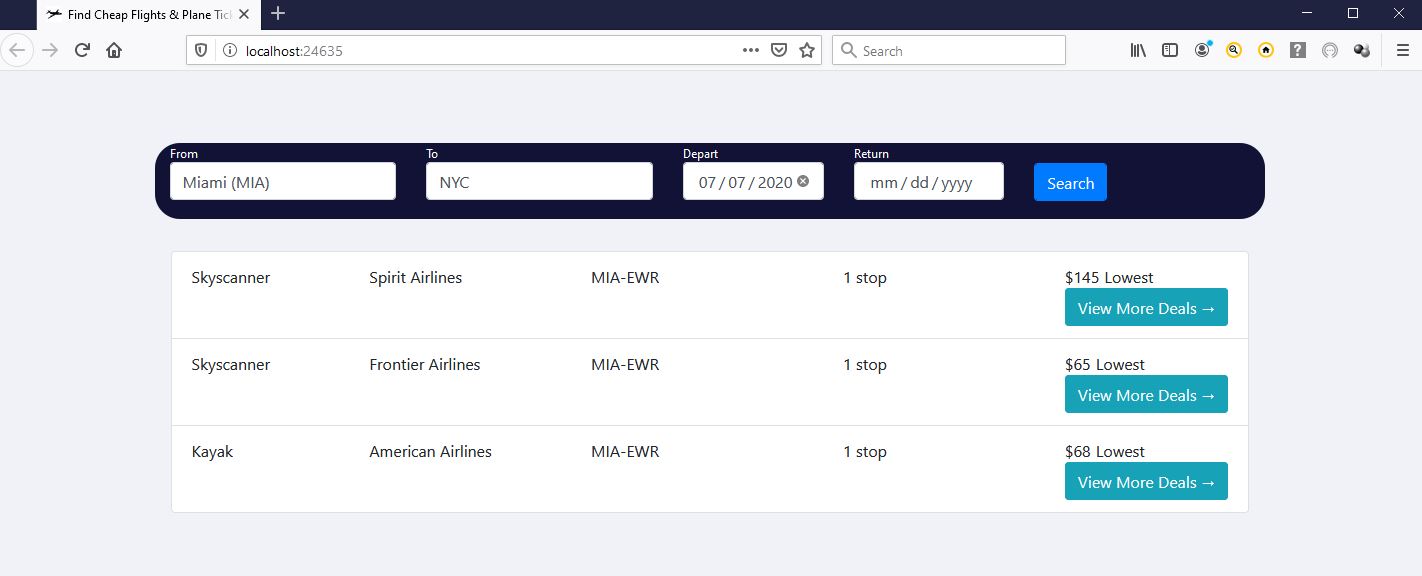 Find Cheap Flights & Plane Tic
localhost:24635
Search
From
To
Depart
Return
Miami (MIA)
NYC
07 / 07 / 2020
mm / dd / yyyy
Search
Skyscanner Spirit Airlines MIA-EWR 1 stop $145 Lowest
View More Deals →
Skyscanner Frontier Airlines MIA-EWR 1 stop $65 Lowest
View More Deals →
Kayak American Airlines MIA-EWR 1 stop $68 Lowest
View More Deals →